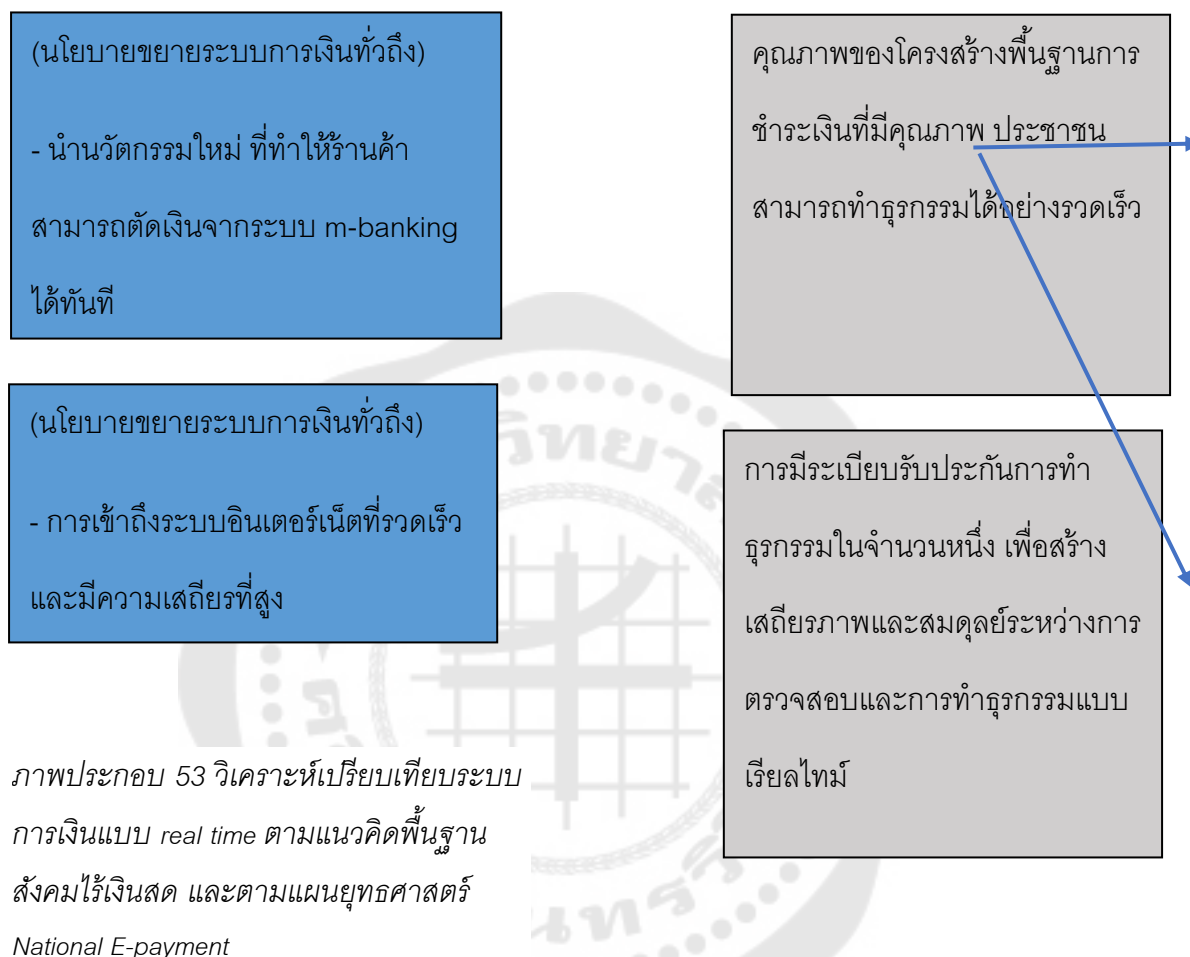 (นโยบายขยายระบบการเงินทั่วถึง)
- นำนวัตกรรมใหม่ ที่ทำให้ร้านค้า
สามารถตัดเงินจากระบบ m-banking
ได้ทันที
(นโยบายขยายระบบการเงินทั่วถึง)
- การเข้าถึงระบบอินเตอร์เน็ตที่รวดเร็ว
และมีความเสถียรที่สูง
คุณภาพของโครงสร้างพื้นฐานการ
ชำระเงินที่มีคุณภาพ ประชาชน
สามารถทำธุรกรรมได้อย่างรวดเร็ว
การมีระเบียบรับประกันการทำ
ธุรกรรมในจำนวนหนึ่ง เพื่อสร้าง
เสถียรภาพและสมดุลย์ระหว่างการ
ตรวจสอบและการทำธุรกรรมแบบ
เรียลไทม์
ภาพประกอบ 53 วิเคราะห์เปรียบเทียบระบบ
การเงินแบบ real time ตามแนวคิดพื้นฐาน
สังคมไร้เงินสด และตามแผนยุทธศาสตร์
National E-payment